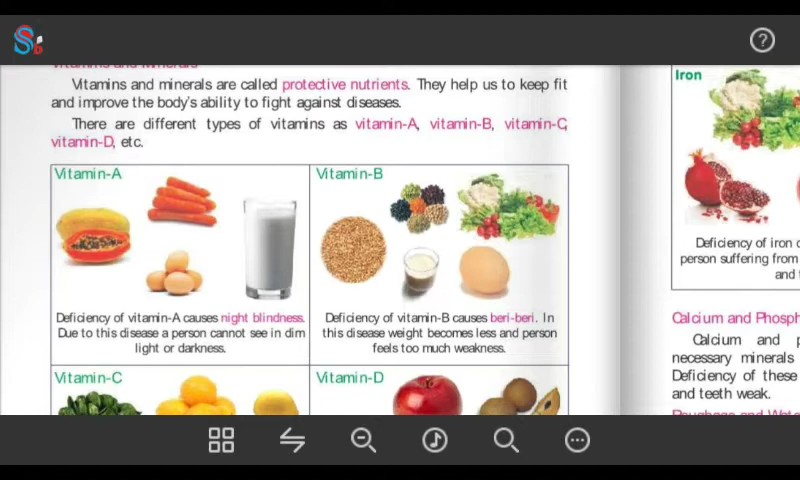 Vitamins and Minerals
Vitamins and minerals are called protective nutrients. They help us to keep fit
and improve the body's ability to fight against diseases.
There are different types of vitamins as vitamin-A, vitamin-B, vitamin-C,
vitamin-D, etc.
Vitamin-A
Deficiency of vitamin-A causes night blindness.
Due to this disease a person cannot see in dim
light or darkness.
Vitamin-B
Deficiency of vitamin-B causes beri-beri. In
this disease weight becomes less and person
feels too much weakness.
Vitamin-C
Vitamin-D
Iron
Deficiency of iron
person suffering from
and
Calcium and Phosph
Calcium and p
necessary minerals
Deficiency of these
and teeth weak.